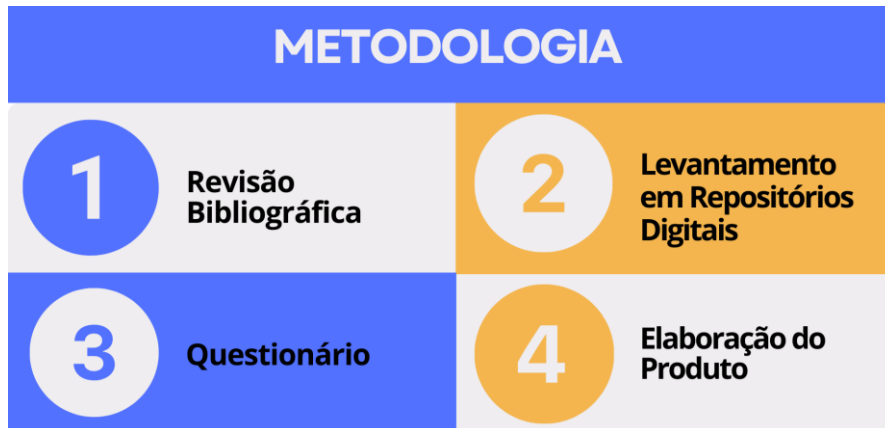 METODOLOGIA
1
Revisão
Bibliográfica
2
Levantamento
em Repositórios
Digitais
3
Questionário
4
Elaboração do
Produto